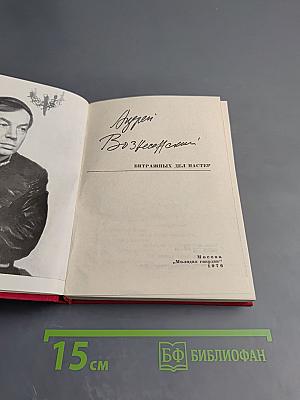 Андрей
Вознесенский
ВИТРАЖНЫХ ДЕЛ МАСТЕР
Москва
„Молодая гвардия"
1976
15 см
БФ БИБЛИОФАН